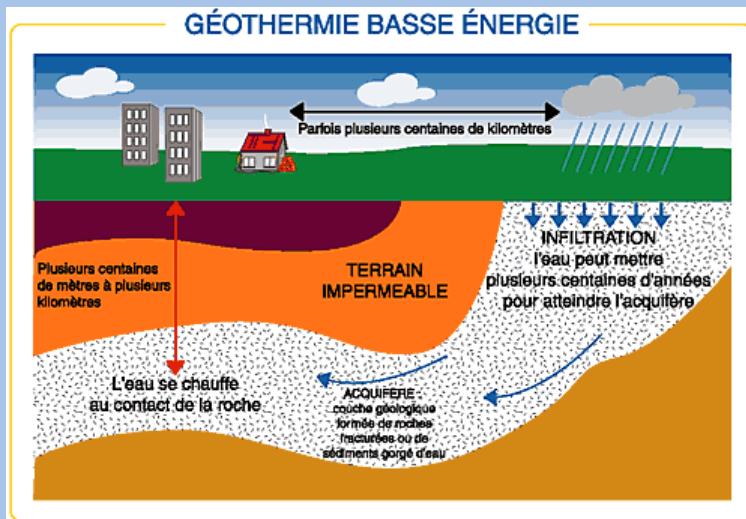 GÉOTHERMIE BASSE ÉNERGIE
Parfois plusieurs centaines de kilomètres
INFILTRATION
l'eau peut mettre
plusieurs centaines d'années
pour atteindre l'acquifère
Plusieurs centaines
de mètres à plusieurs
kilomètres
TERRAIN
IMPERMEABLE
L'eau se chauffe
au contact de la roche
ACQUIFERE :
couche géologique
formée de roches
fracturées ou de
sédiments gorgé d'eau